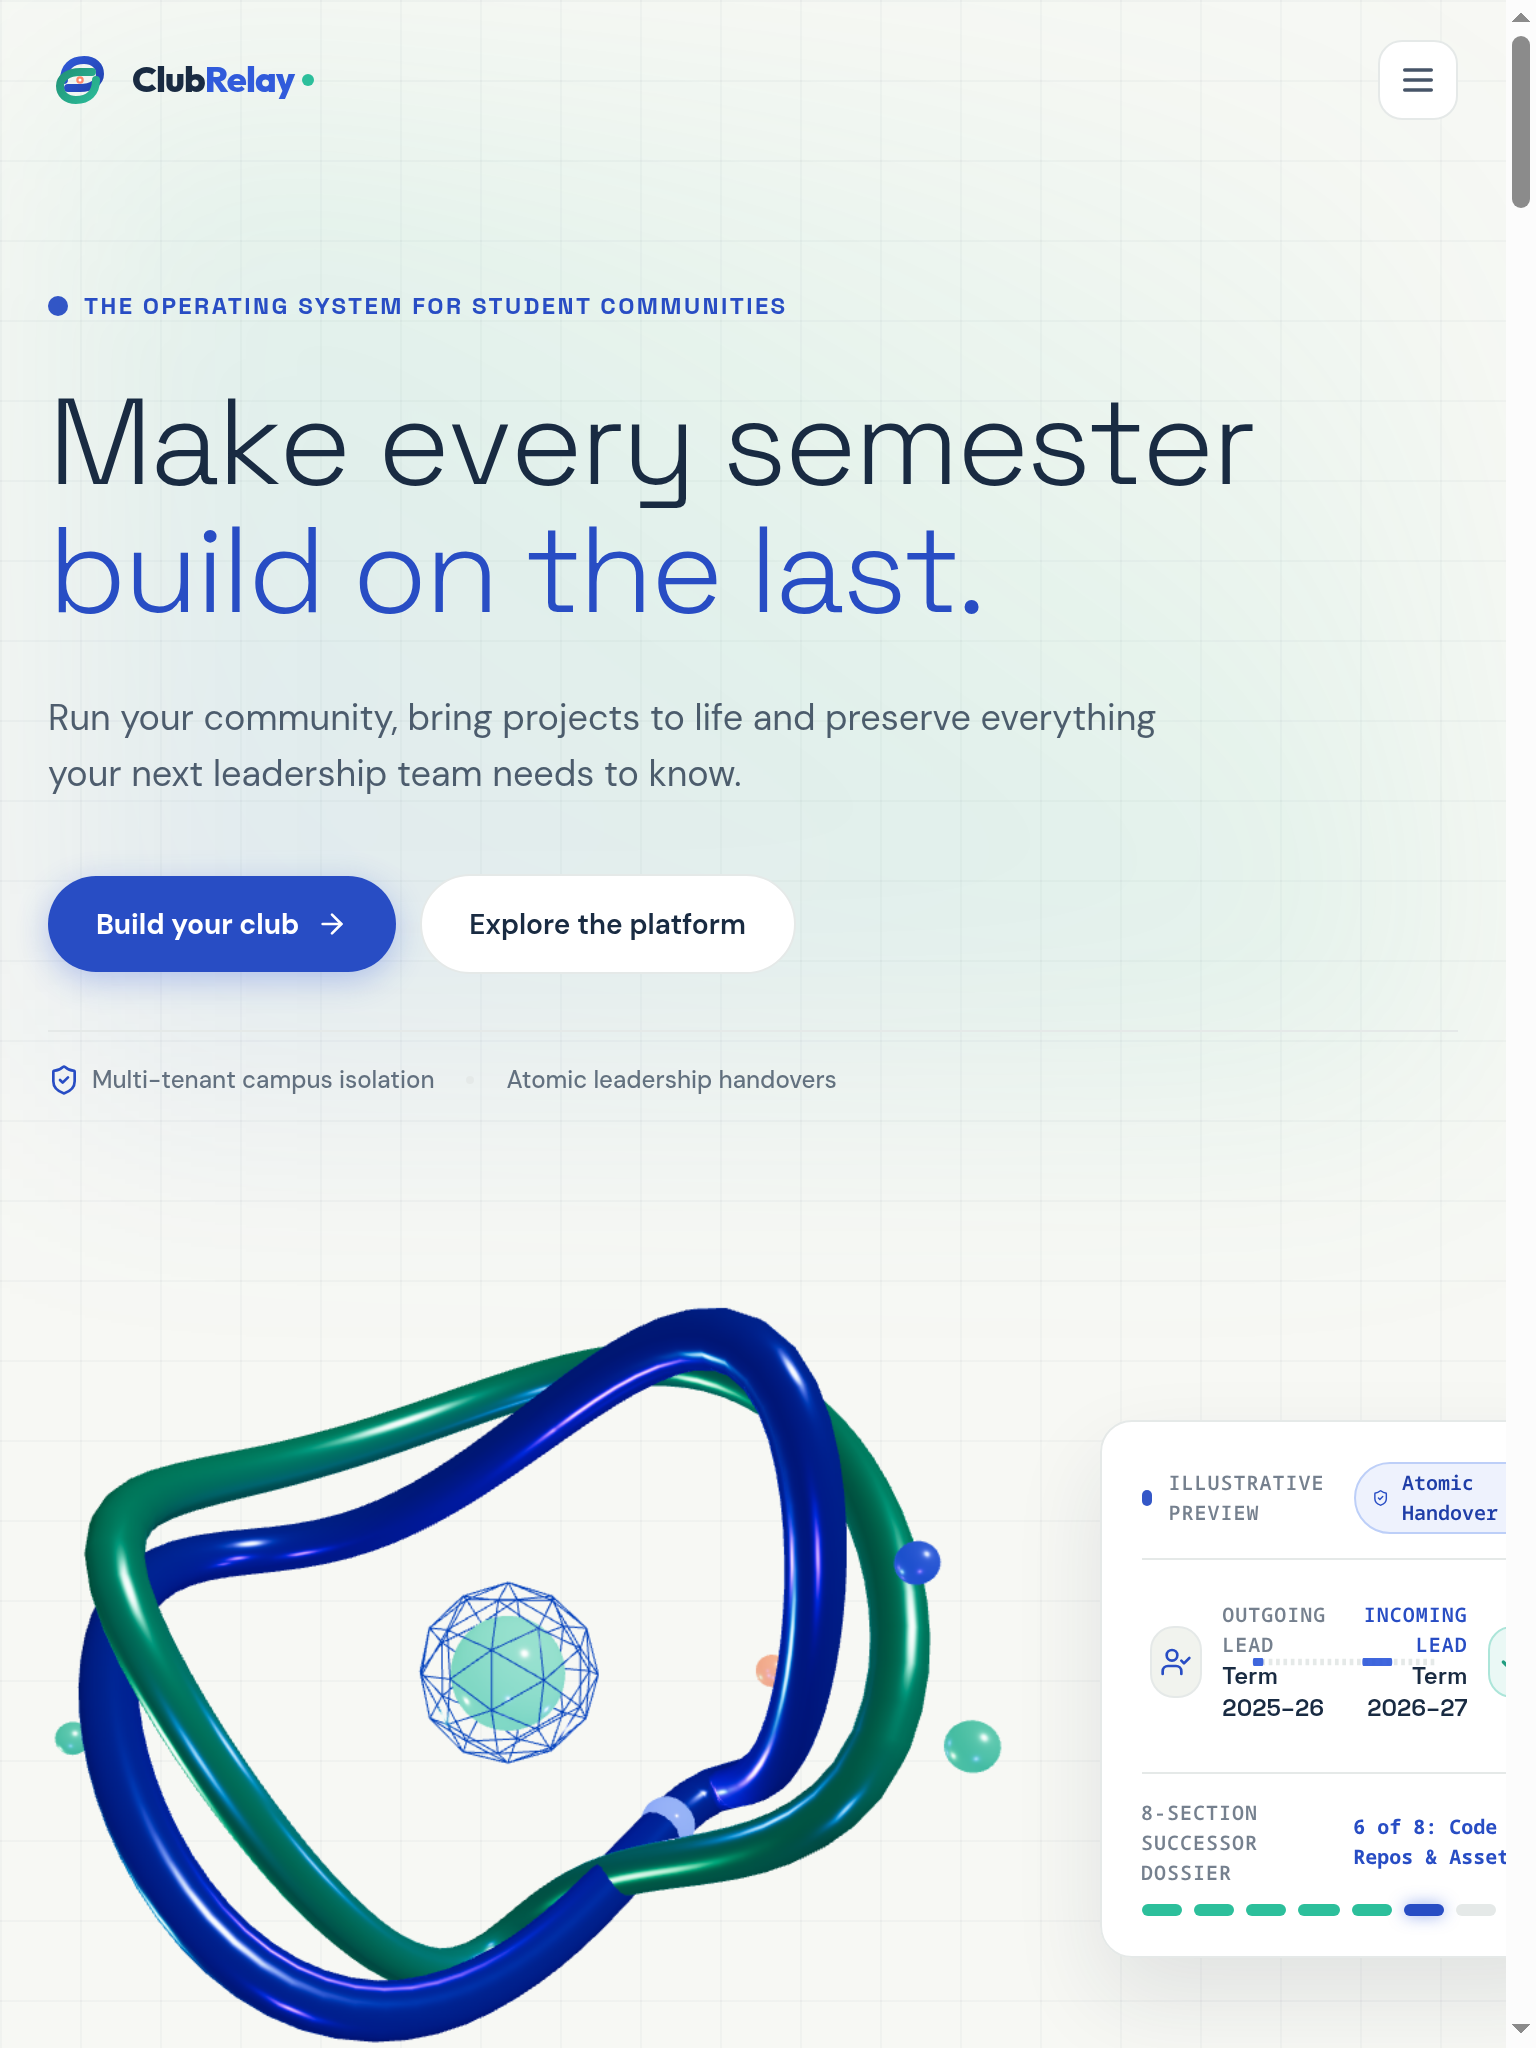 ClubRelay
THE OPERATING SYSTEM FOR STUDENT COMMUNITIES
Make every semester
build on the last.
Run your community, bring projects to life and preserve everything
your next leadership team needs to know.
Build your club
Explore the platform
Multi-tenant campus isolation
Atomic leadership handovers
ILLUSTRATIVE
PREVIEW
Atomic
Handover
OUTGOING
LEAD
Term
2025–26
INCOMING
LEAD
Term
2026–27
8-SECTION
SUCCESSOR
DOSSIER
6 of 8: Code
Repos & Asset